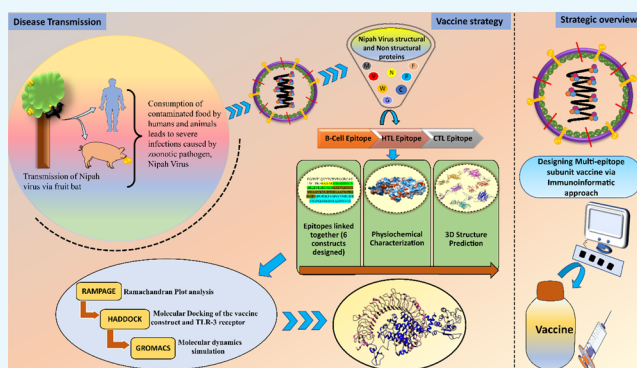 Disease Transmission
Vaccine strategy
Strategic overview
Consumption of
contaminated food by
humans and animals
leads to severe
infections caused by
zoonotic pathogen,
Nipah Virus
Transmission of Nipah
virus via fruit bat
Nipah Virus structural
and Non structural
proteins
M
F
N
V
P
W
C
G
B-Cell Epitope
HTL Epitope
CTL Epitope
Epitopes linked
together (6
constructs
designed)
Physiochemical
Characterization
3D Structure
Prediction
RAMPAGE
Ramachandran Plot analysis
HADDOCK
Molecular Docking of the vaccine
construct and TLR-3 receptor
GROMACS
Molecular dynamics
simulation
Designing Multi-epitope
subunit vaccine via
Immunoinformatic
approach
Vaccine